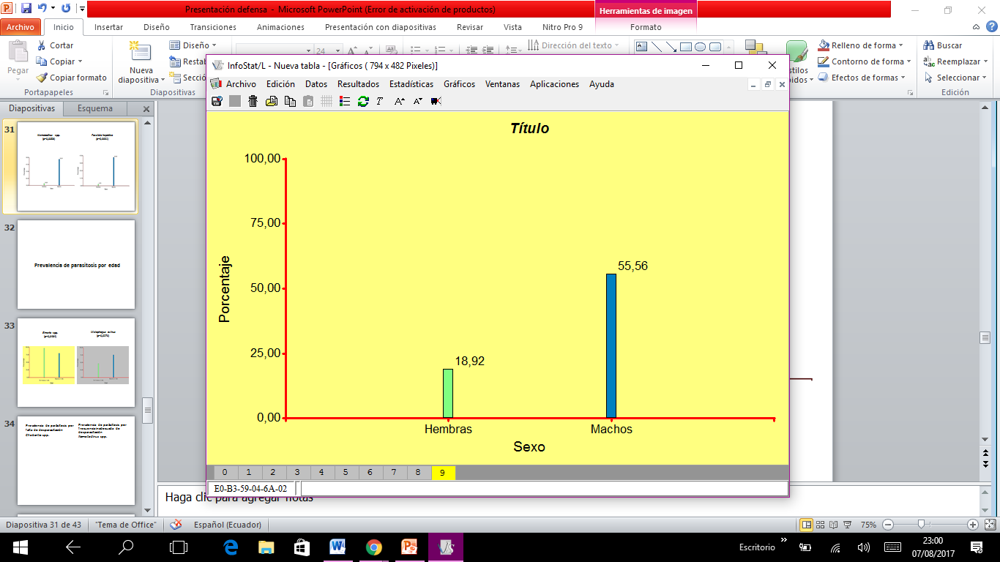 Presentación defensa - Microsoft PowerPoint (Error de activación de productos)
Herramientas de imagen
Archivo Inicio Insertar Diseño Transiciones Animaciones Presentación con diapositivas Revisar Vista Nitro Pro 9 Formato
Pegar
Cortar
Copiar
Copiar formato
Portapapeles
Nueva
diapositiva
Diseño
Restab
Secció
Diapositivas
24
Dirección del texto
Relleno de forma
Contorno de forma
Efectos de formas
Buscar
Reemplazar
Seleccionar
Edición
InfoStat/L - Nueva tabla - [Gráficos ( 794 x 482 Pixeles)]
Archivo Edición Datos Resultados Estadísticas Gráficos Ventanas Aplicaciones Ayuda
Título
100,00
75,00
50,00
25,00
0,00
Porcentaje
18,92
55,56
Hembras Machos
Sexo
0 1 2 3 4 5 6 7 8 9
E0-B3-59-04-6A-02
Diapositivas Esquema
31
32
Prevalencia de parasitosis por edad
33
34
Haga clic para agregar notas
Diapositiva 31 de 43 "Tema de Office" Español (Ecuador) 75%
Escritorio
23:00
07/08/2017